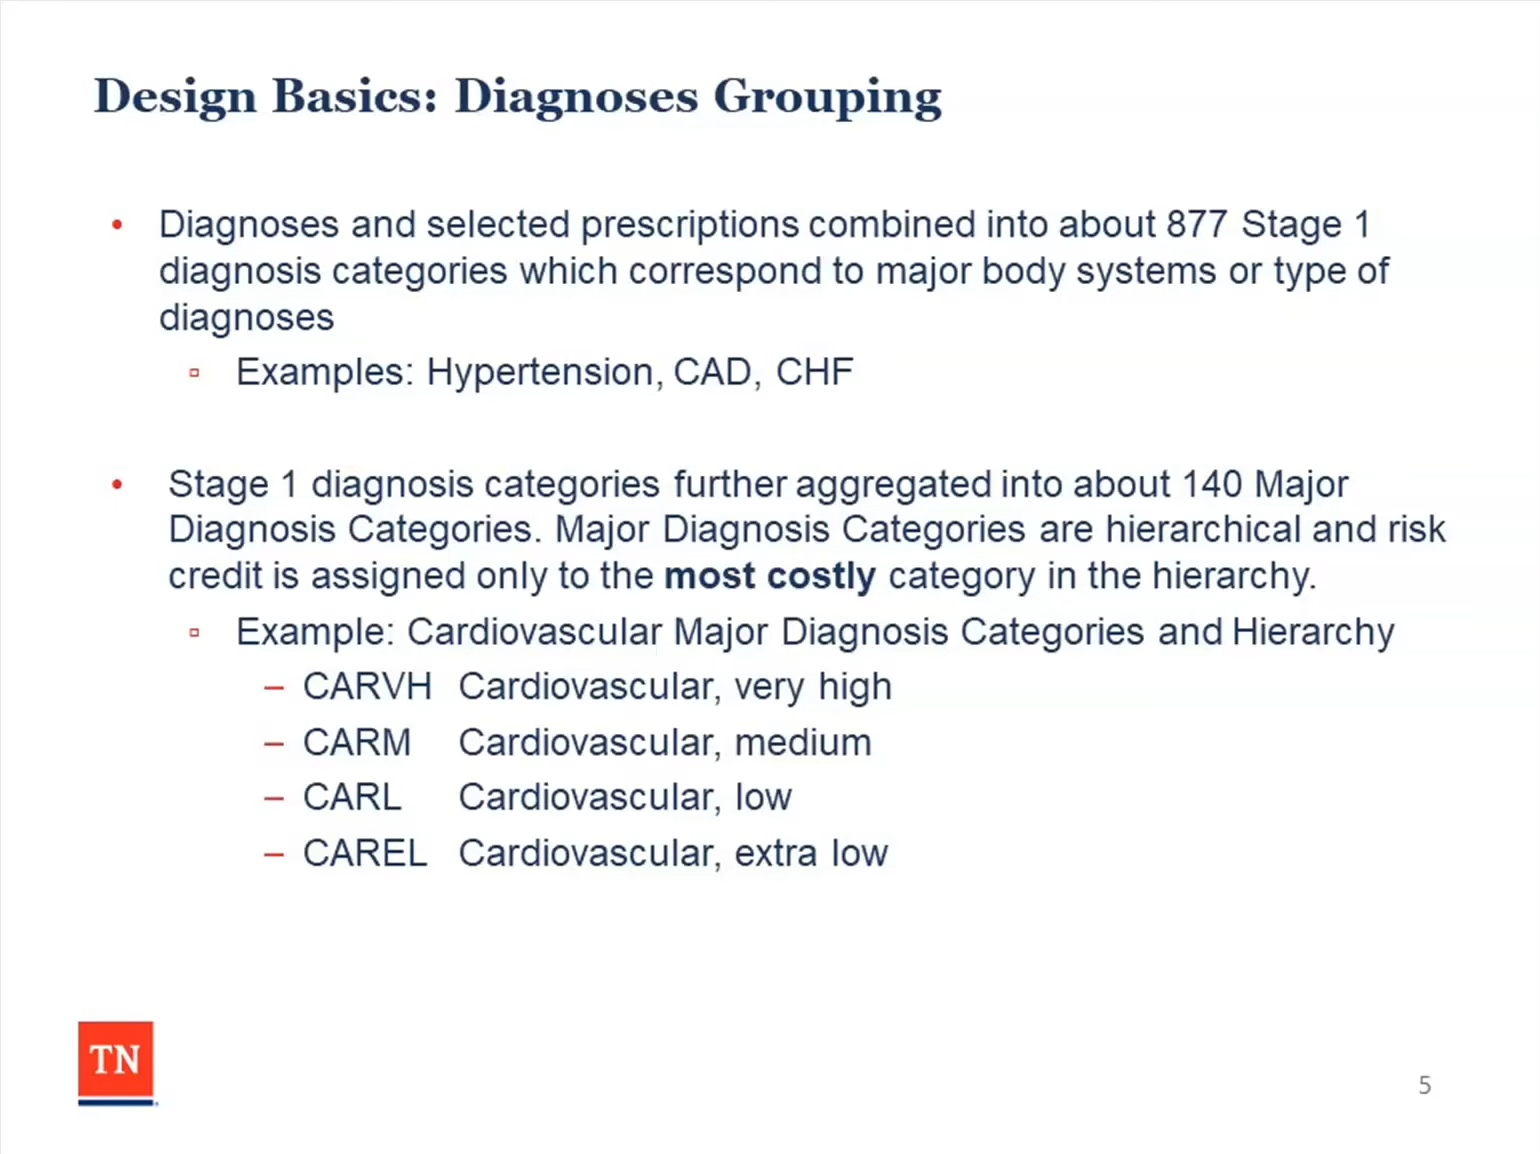 Design Basics: Diagnoses Grouping
• Diagnoses and selected prescriptions combined into about 877 Stage 1
diagnosis categories which correspond to major body systems or type of
diagnoses
▫ Examples: Hypertension, CAD, CHF
• Stage 1 diagnosis categories further aggregated into about 140 Major
Diagnosis Categories. Major Diagnosis Categories are hierarchical and risk
credit is assigned only to the most costly category in the hierarchy.
▫ Example: Cardiovascular Major Diagnosis Categories and Hierarchy
– CARVH Cardiovascular, very high
– CARM Cardiovascular, medium
– CARL Cardiovascular, low
– CAREL Cardiovascular, extra low
TN
5